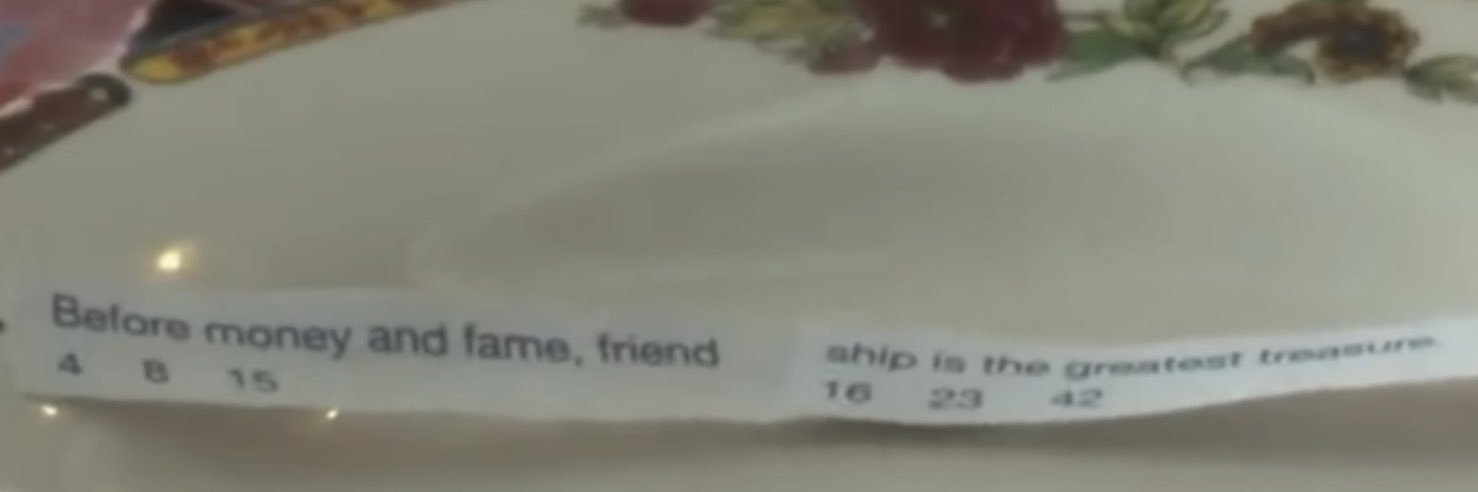 Before money and fame, friend ship is the greatest treasure.
4 8 15 16 23 42